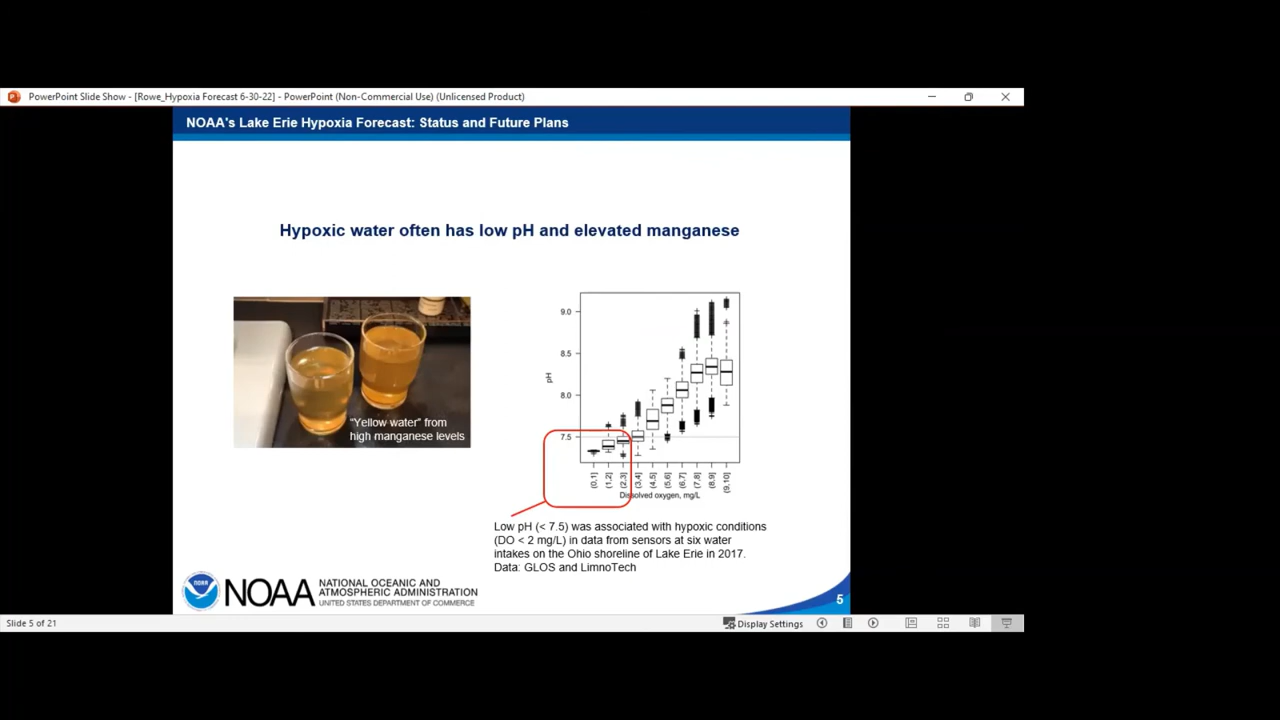 PowerPoint Slide Show - [Rowe_Hypoxia Forecast 6-30-22] - PowerPoint (Non-Commercial Use) (Unlicensed Product)
NOAA's Lake Erie Hypoxia Forecast: Status and Future Plans
Hypoxic water often has low pH and elevated manganese
"Yellow water" from
high manganese levels
pH
9.0
8.5
8.0
7.5
(0,1]
(1,2]
(2,3]
(3,4]
(4,5]
(5,6]
(6,7]
(7,8]
(8,9]
(9,10]
Dissolved oxygen, mg/L
Low pH (< 7.5) was associated with hypoxic conditions
(DO < 2 mg/L) in data from sensors at six water
intakes on the Ohio shoreline of Lake Erie in 2017.
Data: GLOS and LimnoTech
NOAA
NOAA
NATIONAL OCEANIC AND
ATMOSPHERIC ADMINISTRATION
UNITED STATES DEPARTMENT OF COMMERCE
5
Slide 5 of 21
Display Settings